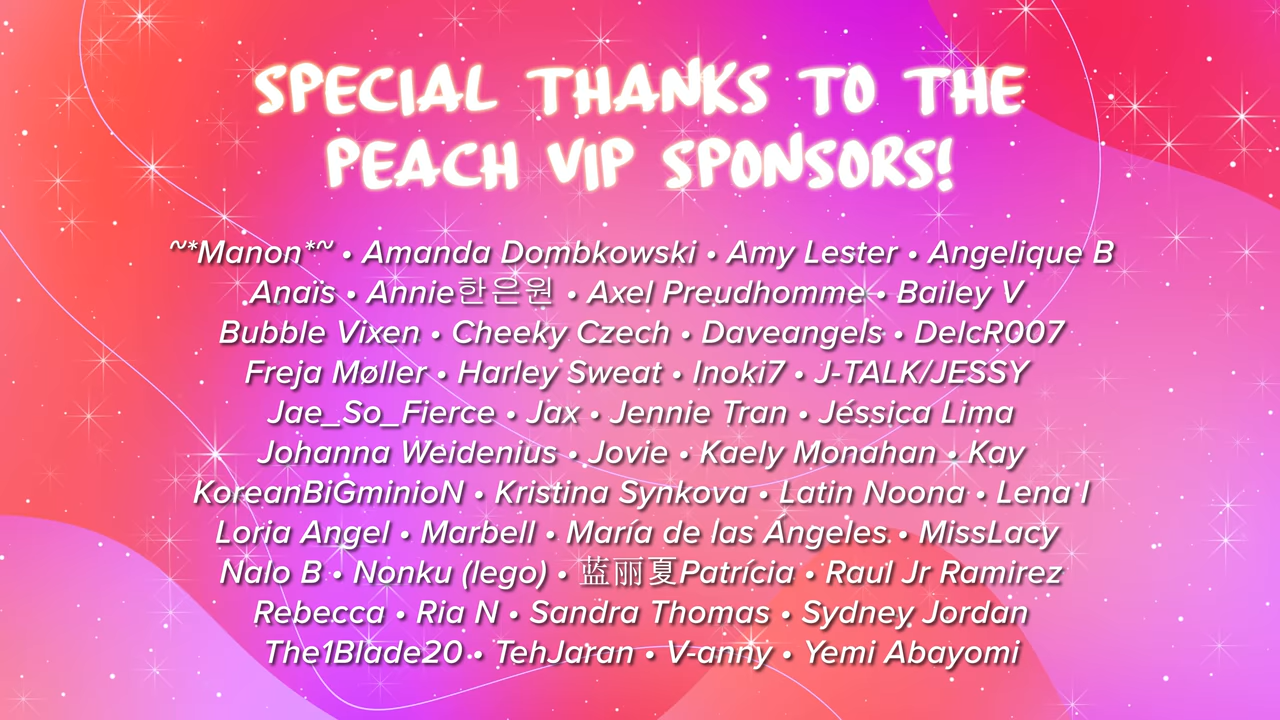 SPECIAL THANKS TO THE
PEACH VIP SPONSORS!
~*Manon*~ • Amanda Dombkowski • Amy Lester • Angelique B
Anaïs • Annie한은원 • Axel Preudhomme • Bailey V
Bubble Vixen • Cheeky Czech • Daveangels • DelcR007
Freja Møller • Harley Sweat • Inoki7 • J-TALK/JESSY
Jae_So_Fierce • Jax • Jennie Tran • Jéssica Lima
Johanna Weidenius • Jovie • Kaely Monahan • Kay
KoreanBiGminioN • Kristina Synkova • Latin Noona • Lena I
Loria Angel • Marbell • María de las Ángeles • MissLacy
Nalo B • Nonku (lego) • 蓝丽夏Patrícia • Raul Jr Ramirez
Rebecca • Ria N • Sandra Thomas • Sydney Jordan
The1Blade20 • TehJaran • V-anny • Yemi Abayomi